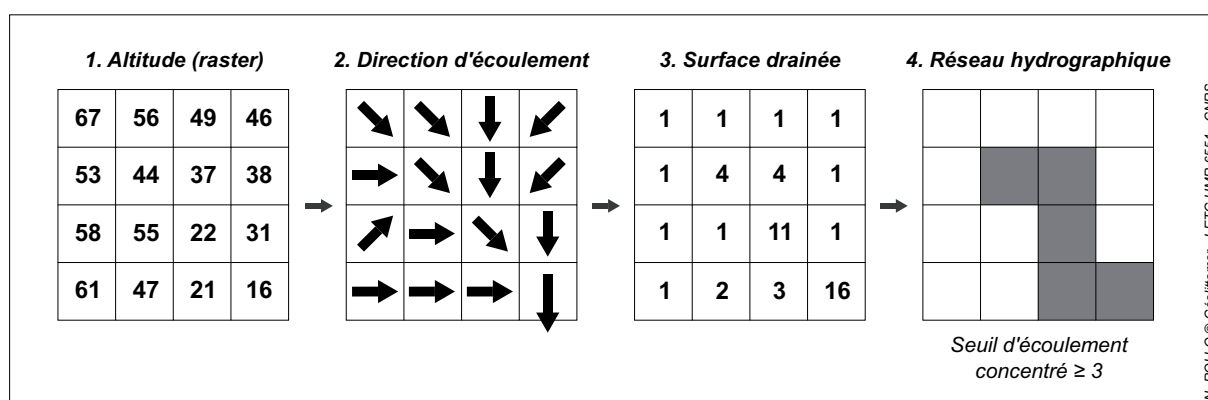 1. Altitude (raster)
2. Direction d'écoulement
3. Surface drainée
4. Réseau hydrographique
67 56 49 46
53 44 37 38
58 55 22 31
61 47 21 16
1 1 1 1
1 4 4 1
1 1 11 1
1 2 3 16
Seuil d'écoulement
concentré ≥ 3